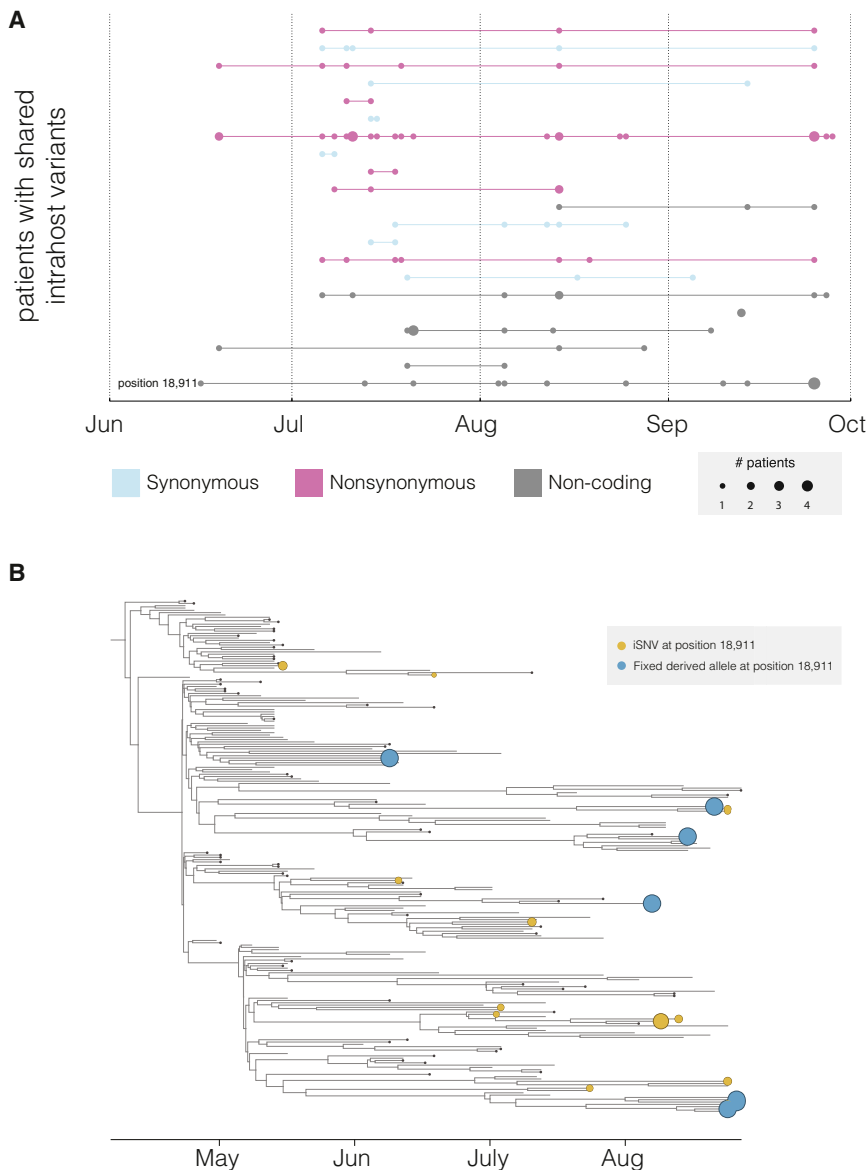 A
patients with shared
intrahost variants
position 18,911
Jun
Jul
Aug
Sep
Oct
Synonymous
Nonsynonymous
Non-coding
# patients
1
2
3
4
B
iSNV at position 18,911
Fixed derived allele at position 18,911
May
Jun
July
Aug